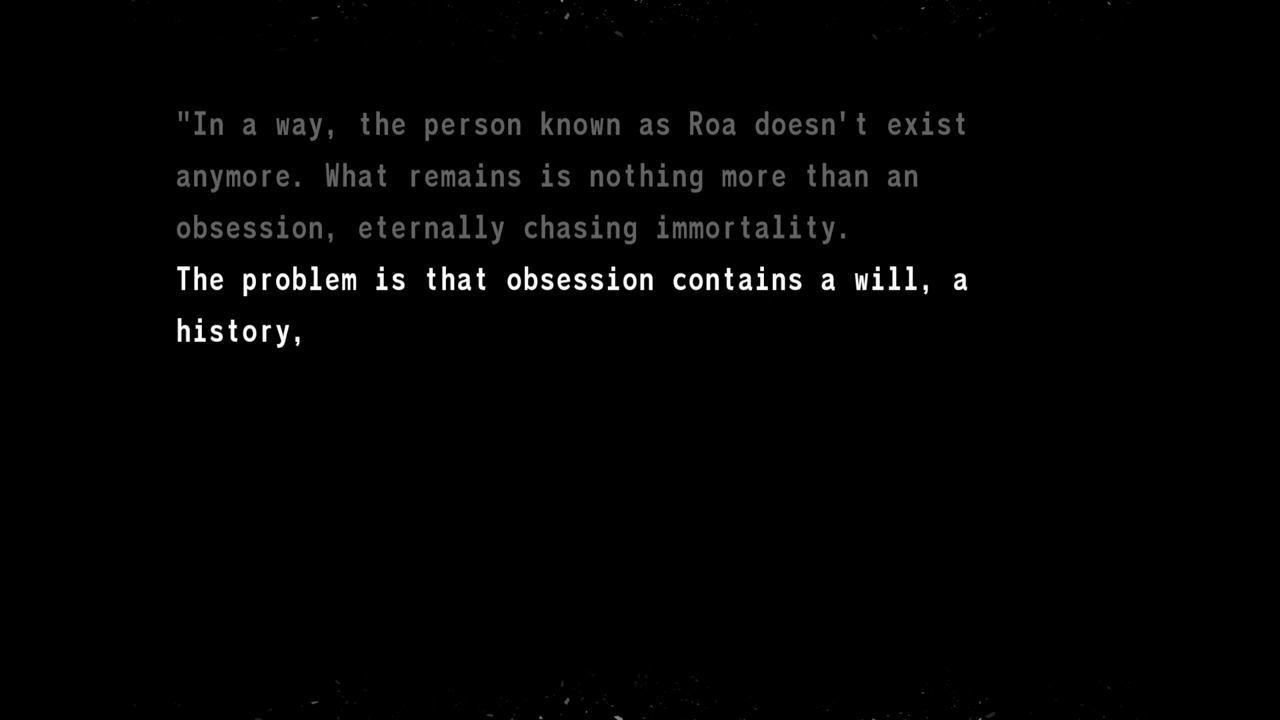 "In a way, the person known as Roa doesn't exist
anymore. What remains is nothing more than an
obsession, eternally chasing immortality.
The problem is that obsession contains a will, a
history,